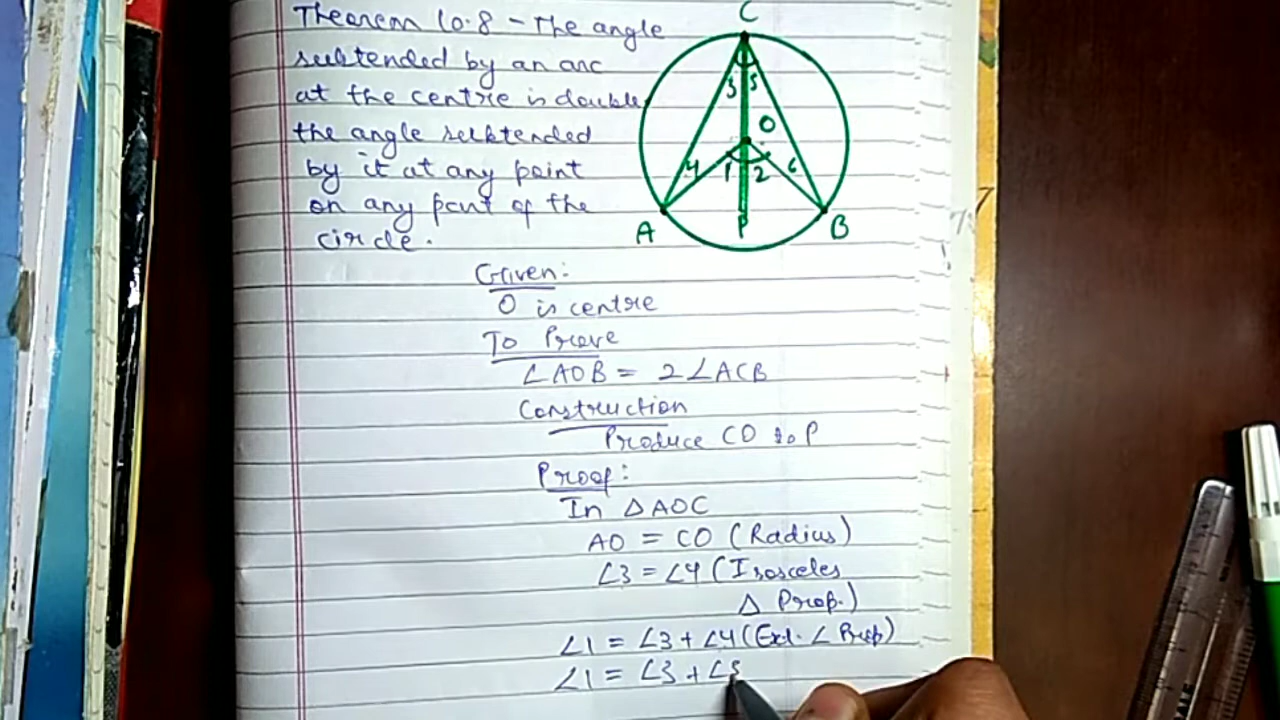 Theorem 10.8 - The angle
subtended by an arc
at the centre is double
the angle subtended
by it at any point
on any part of the
circle.
C
3 5
O
4 1 2 6
A P B
Given:
O is centre
To Prove
∠AOB = 2∠ACB
Construction
Produce CO to P
Proof:
In △AOC
AO = CO (Radius)
∠3 = ∠4 (Isosceles
△ Prop.)
∠1 = ∠3 + ∠4 (Ext. ∠ Prop)
∠1 = ∠3 + ∠3